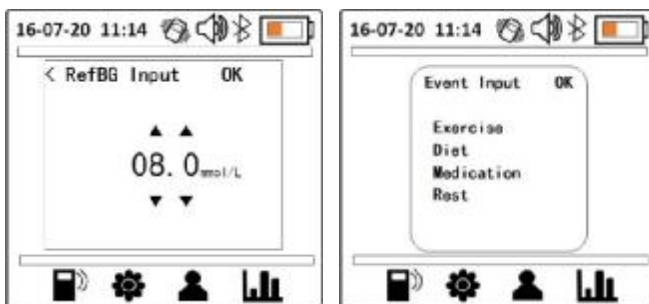 16-07-20 11:14
< RefBG Input OK
08.0mmol/L
16-07-20 11:14
Event Input OK
Exercise
Diet
Medication
Rest